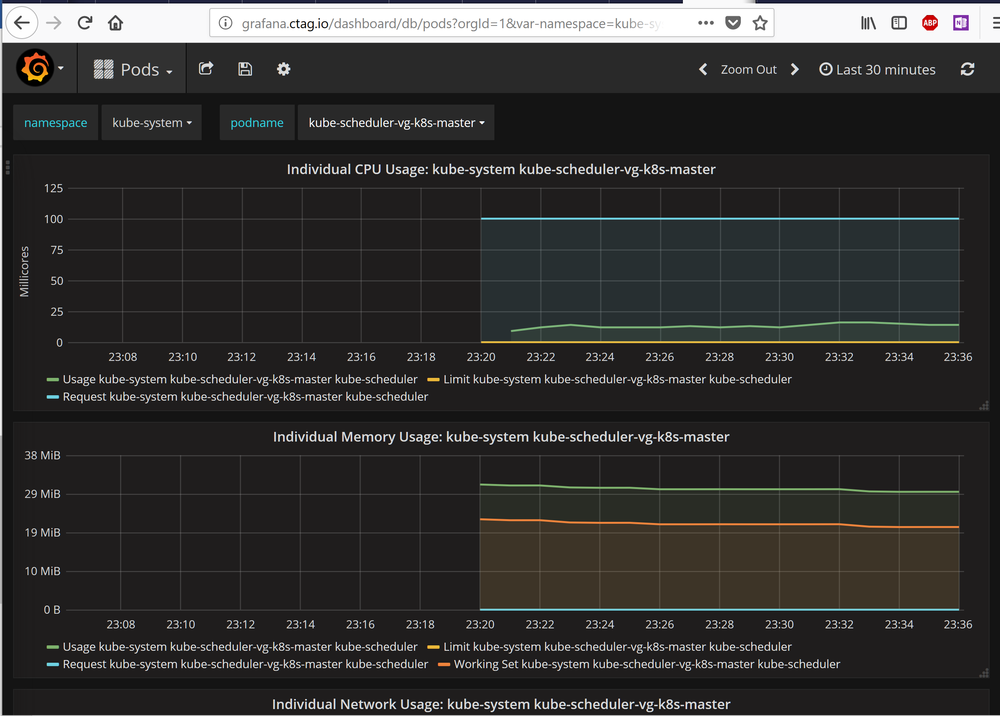 grafana.ctag.io/dashboard/db/pods?orgId=1&var-namespace=kube-sy
ABP
N
Pods
Zoom Out
Last 30 minutes
namespace kube-system podname kube-scheduler-vg-k8s-master
Individual CPU Usage: kube-system kube-scheduler-vg-k8s-master
Millicores
125
100
75
50
25
0
23:08 23:10 23:12 23:14 23:16 23:18 23:20 23:22 23:24 23:26 23:28 23:30 23:32 23:34 23:36
Usage kube-system kube-scheduler-vg-k8s-master kube-scheduler Limit kube-system kube-scheduler-vg-k8s-master kube-scheduler
Request kube-system kube-scheduler-vg-k8s-master kube-scheduler
Individual Memory Usage: kube-system kube-scheduler-vg-k8s-master
38 MiB
29 MiB
19 MiB
10 MiB
0 B
23:08 23:10 23:12 23:14 23:16 23:18 23:20 23:22 23:24 23:26 23:28 23:30 23:32 23:34 23:36
Usage kube-system kube-scheduler-vg-k8s-master kube-scheduler Limit kube-system kube-scheduler-vg-k8s-master kube-scheduler
Request kube-system kube-scheduler-vg-k8s-master kube-scheduler Working Set kube-system kube-scheduler-vg-k8s-master kube-scheduler
Individual Network Usage: kube-system kube-scheduler-vg-k8s-master